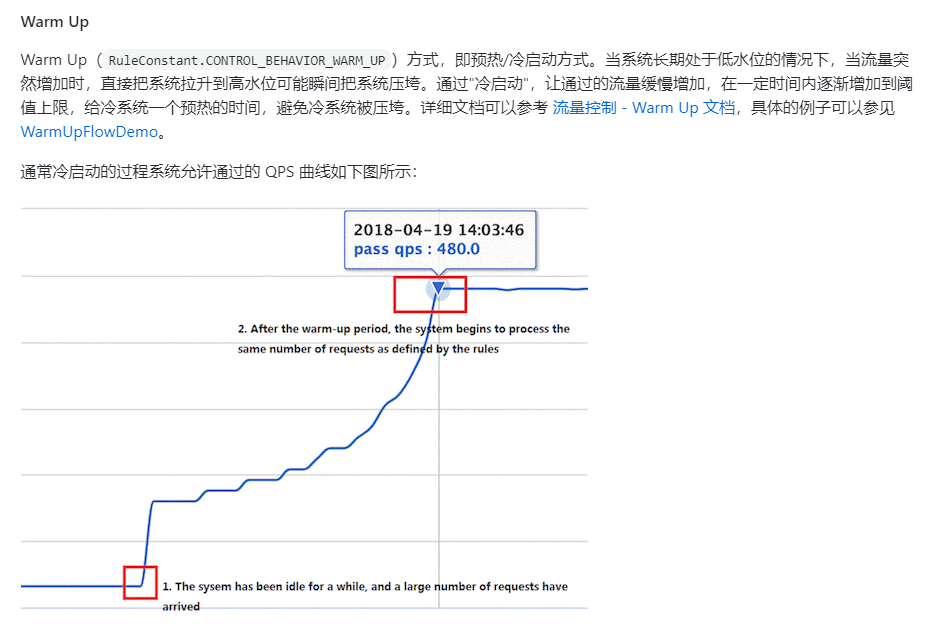 Warm Up
Warm Up（RuleConstant.CONTROL_BEHAVIOR_WARM_UP）方式，即预热/冷启动方式。当系统长期处于低水位的情况下，当流量突
然增加时，直接把系统拉升到高水位可能瞬间把系统压垮。通过"冷启动"，让通过的流量缓慢增加，在一定时间内逐渐增加到阈
值上限，给冷系统一个预热的时间，避免冷系统被压垮。详细文档可以参考 流量控制 - Warm Up 文档，具体的例子可以参见
WarmUpFlowDemo。
通常冷启动的过程系统允许通过的 QPS 曲线如下图所示：
2018-04-19 14:03:46
pass qps : 480.0
2. After the warm-up period, the system begins to process the
same number of requests as defined by the rules
1. The sysem has been idle for a while, and a large number of requests have
arrived